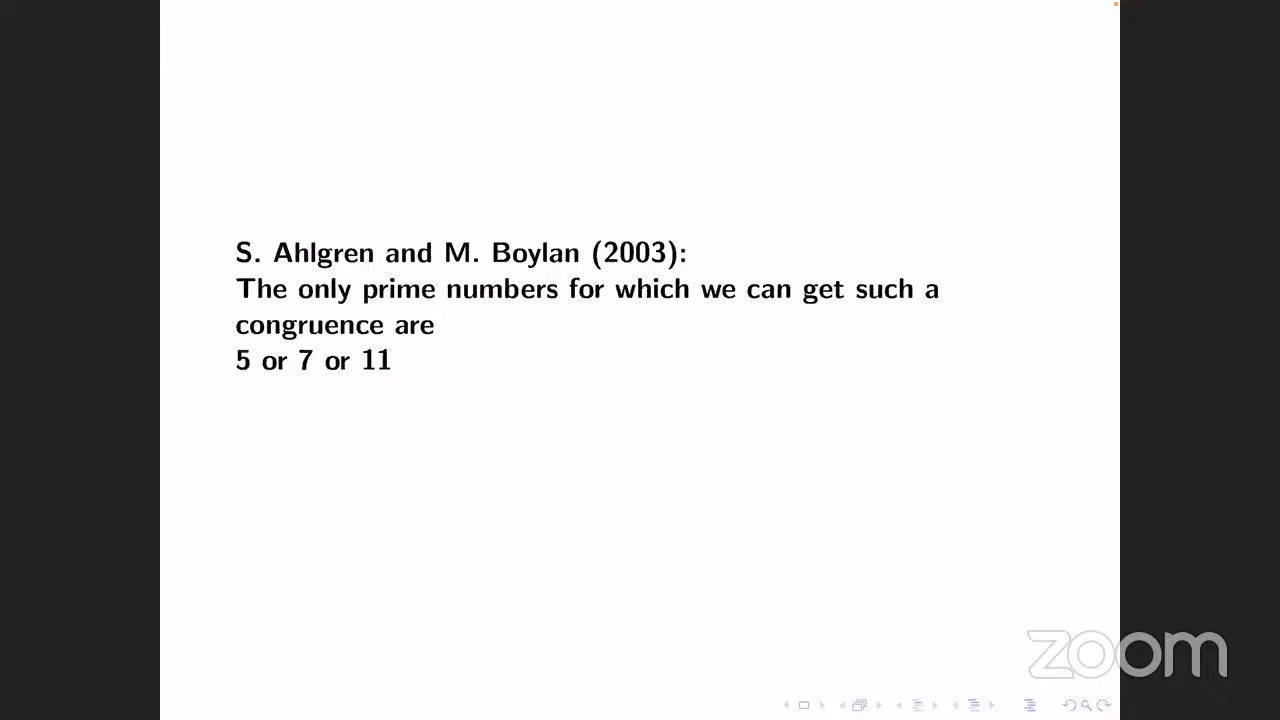 S. Ahlgren and M. Boylan (2003):
The only prime numbers for which we can get such a
congruence are
5 or 7 or 11
zoom